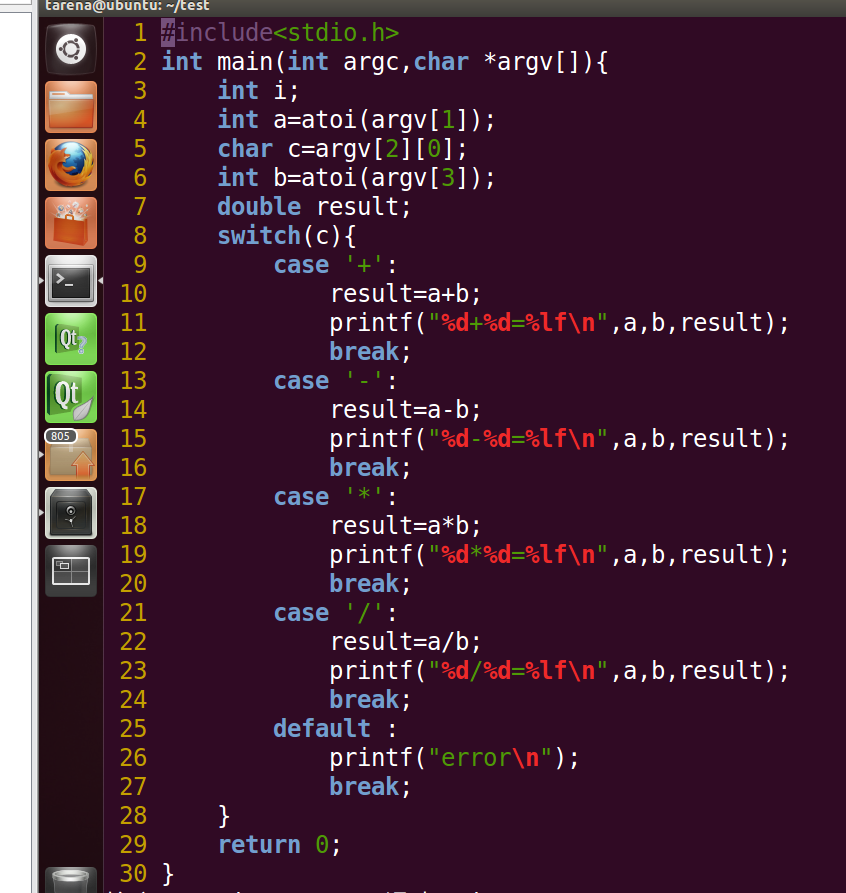 tarena@ubuntu: ~/test
1 #include<stdio.h>
2 int main(int argc,char *argv[]){
3     int i;
4     int a=atoi(argv[1]);
5     char c=argv[2][0];
6     int b=atoi(argv[3]);
7     double result;
8     switch(c){
9         case '+':
10             result=a+b;
11             printf("%d+%d=%lf\n",a,b,result);
12             break;
13         case '-':
14             result=a-b;
15             printf("%d-%d=%lf\n",a,b,result);
16             break;
17         case '*':
18             result=a*b;
19             printf("%d*%d=%lf\n",a,b,result);
20             break;
21         case '/':
22             result=a/b;
23             printf("%d/%d=%lf\n",a,b,result);
24             break;
25         default :
26             printf("error\n");
27             break;
28     }
29     return 0;
30 }
Qt?
Qt
805